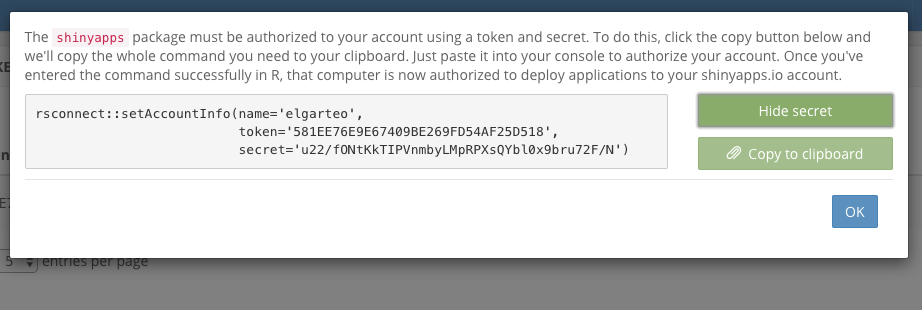 The shinyapps package must be authorized to your account using a token and secret. To do this, click the copy button below and
we'll copy the whole command you need to your clipboard. Just paste it into your console to authorize your account. Once you've
entered the command successfully in R, that computer is now authorized to deploy applications to your shinyapps.io account.
rsconnect::setAccountInfo(name='elgarteo',
token='581EE76E9E67409BE269FD54AF25D518',
secret='u22/fONtKkTIPVnmbyLMpRPXsQYbl0x9bru72F/N')
Hide secret
Copy to clipboard
OK
5 entries per page